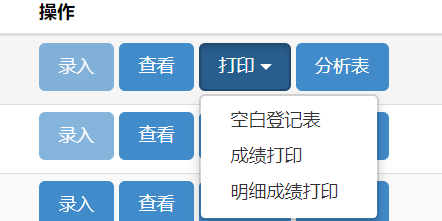 操作
录入 查看 打印 分析表
空白登记表
录入 查看
成绩打印
明细成绩打印
录入 查看